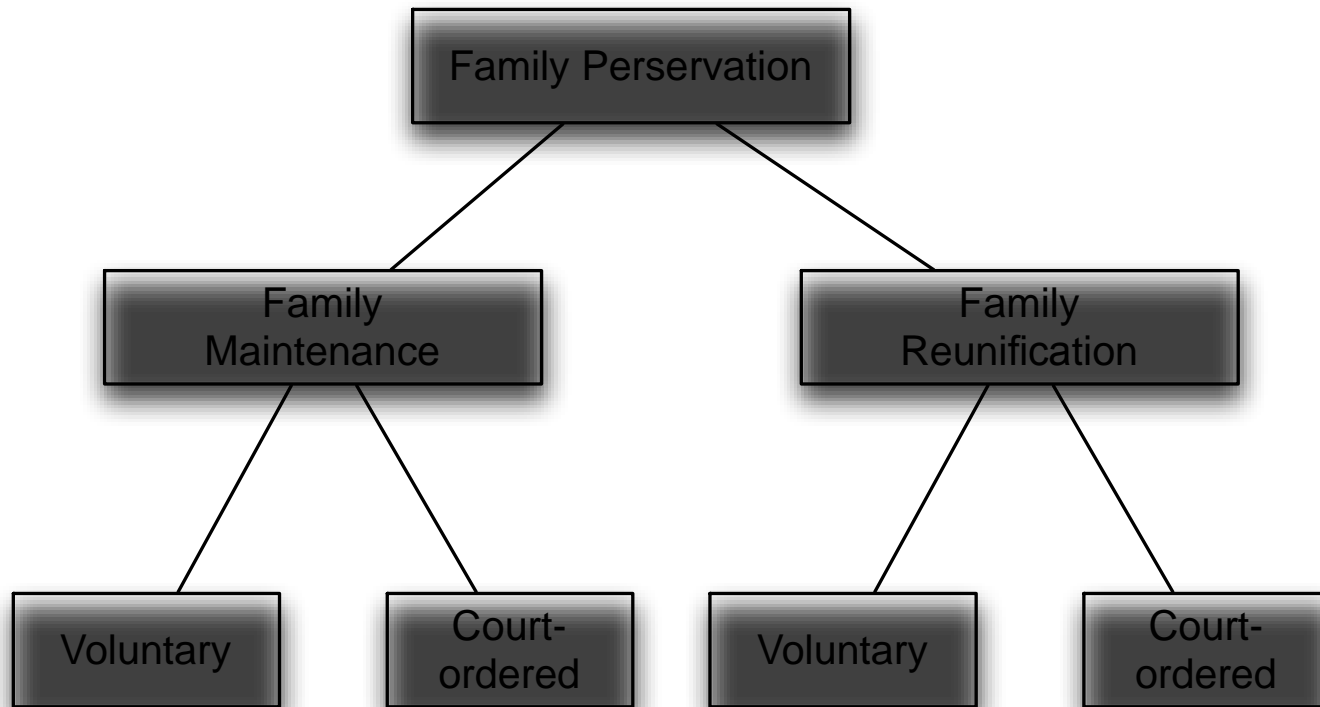 Family Perservation
Family
Maintenance
Family
Reunification
Voluntary
Court-
ordered
Voluntary
Court-
ordered